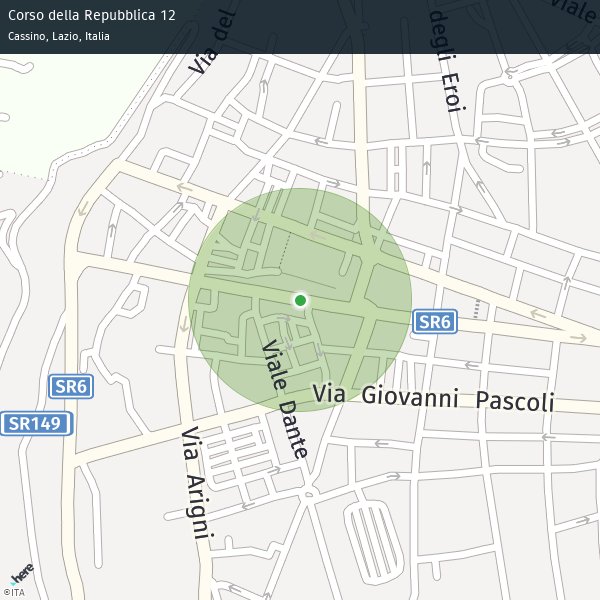 Corso della Repubblica 12
Cassino, Lazio, Italia
Via del
degli Eroi
Viale
SR6
Viale Dante
SR6
Via Giovanni Pascoli
SR149
Via Arigni
here
©ITA